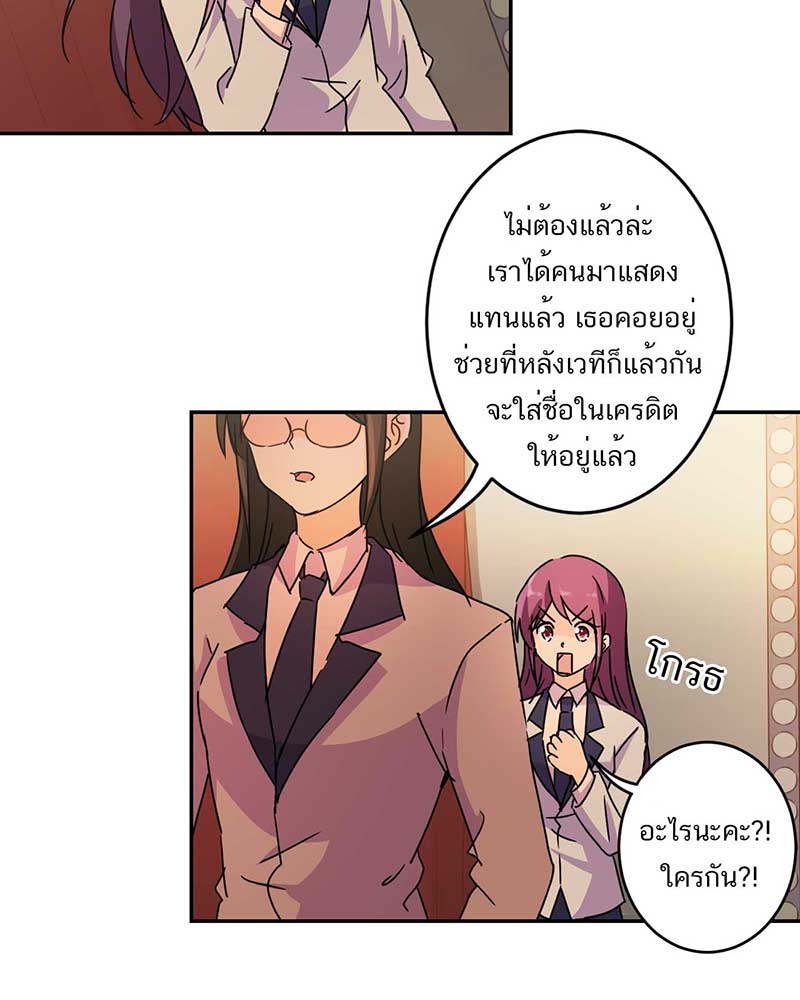 ไม่ต้องแล้วล่ะ
เราได้คนมาแสดง
แทนแล้ว เธอคอยอยู่
ช่วยที่หลังเวทีก็แล้วกัน
จะใส่ชื่อในเครดิต
ให้อยู่แล้ว
โกรธ
อะไรนะคะ?!
ใครกัน?!